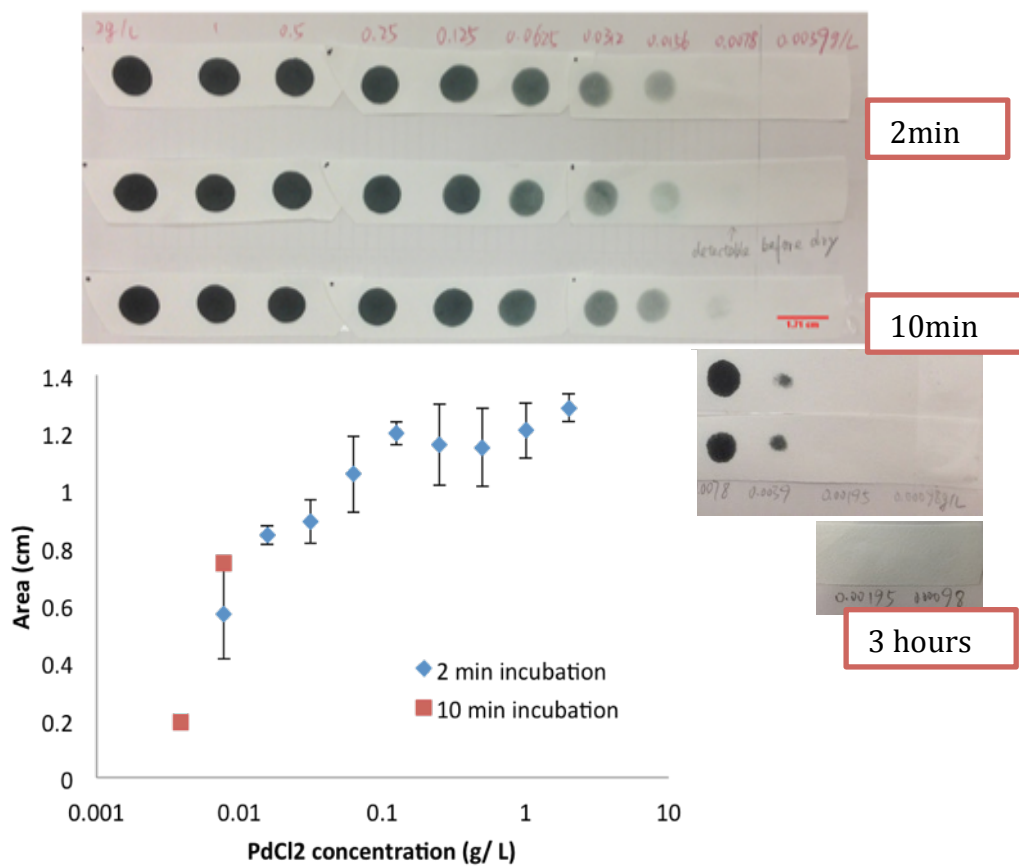 2g/L 1 0.5 0.25 0.125 0.0625 0.0312 0.0156 0.0078 0.0039g/L
2min
detectable before dry
1.71 cm
10min
.0078 0.0039 0.00195 0.00098g/L
0.00195 0.00098
3 hours
1.4
1.2
1
0.8
0.6
0.4
0.2
0
Area (cm)
2 min incubation
10 min incubation
0.001 0.01 0.1 1 10
PdCl2 concentration (g/ L)